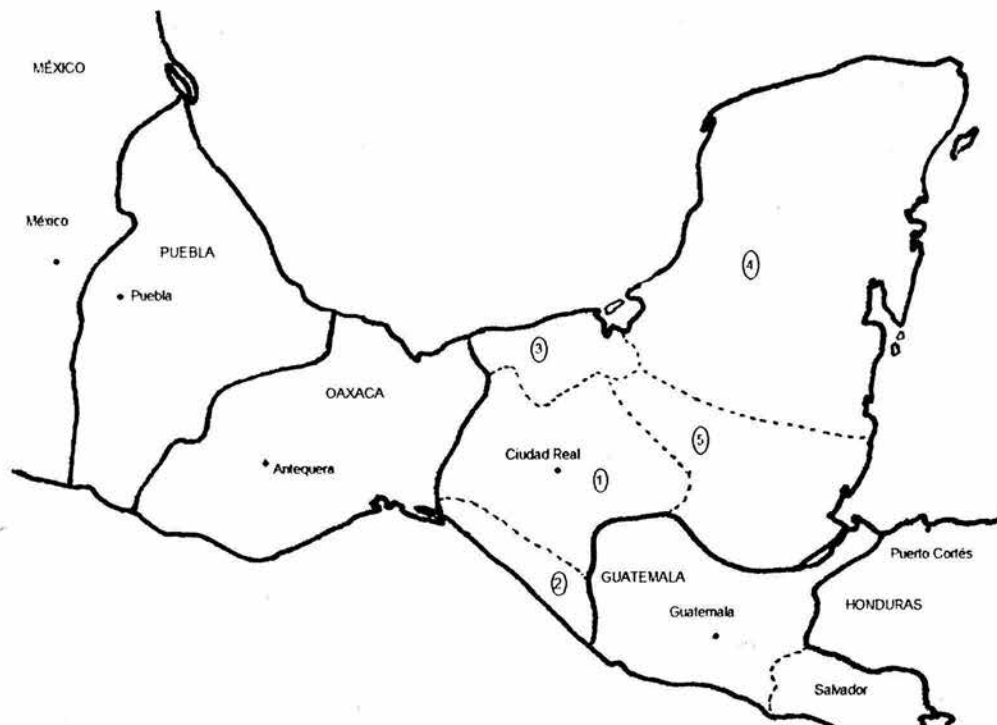 MÉXICO
México
PUEBLA
Puebla
OAXACA
Antequera
Ciudad Real
1
2
3
4
5
GUATEMALA
Guatemala
Puerto Cortés
HONDURAS
Salvador